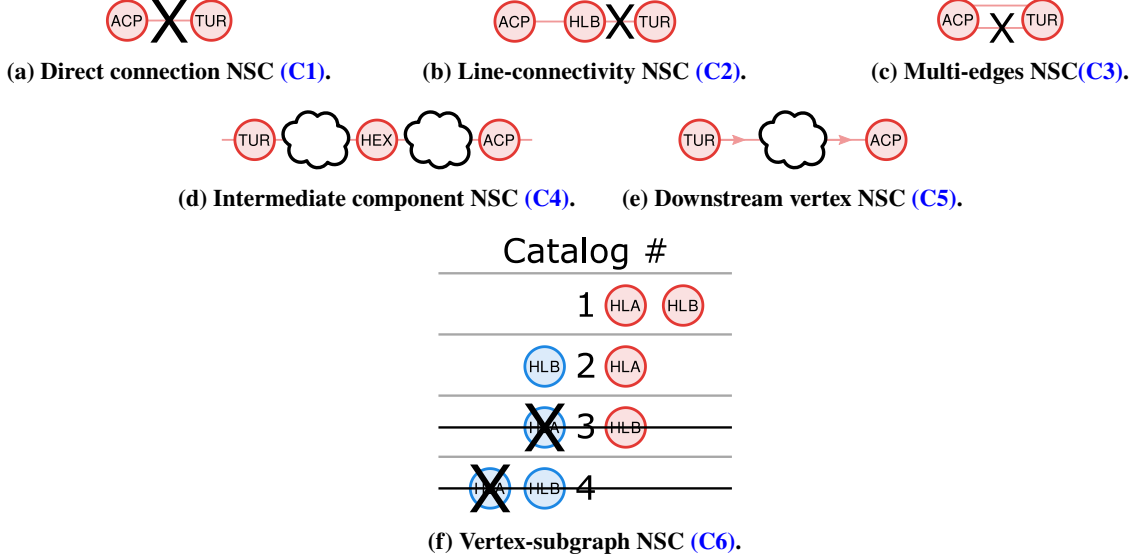 ACP TUR ACP HLB TUR ACP TUR
(a) Direct connection NSC (C1). (b) Line-connectivity NSC (C2). (c) Multi-edges NSC(C3).
TUR HEX ACP TUR ACP
(d) Intermediate component NSC (C4). (e) Downstream vertex NSC (C5).
Catalog #
1 HLA HLB
HLB 2 HLA
3 HLB
HLB 4
(f) Vertex-subgraph NSC (C6).